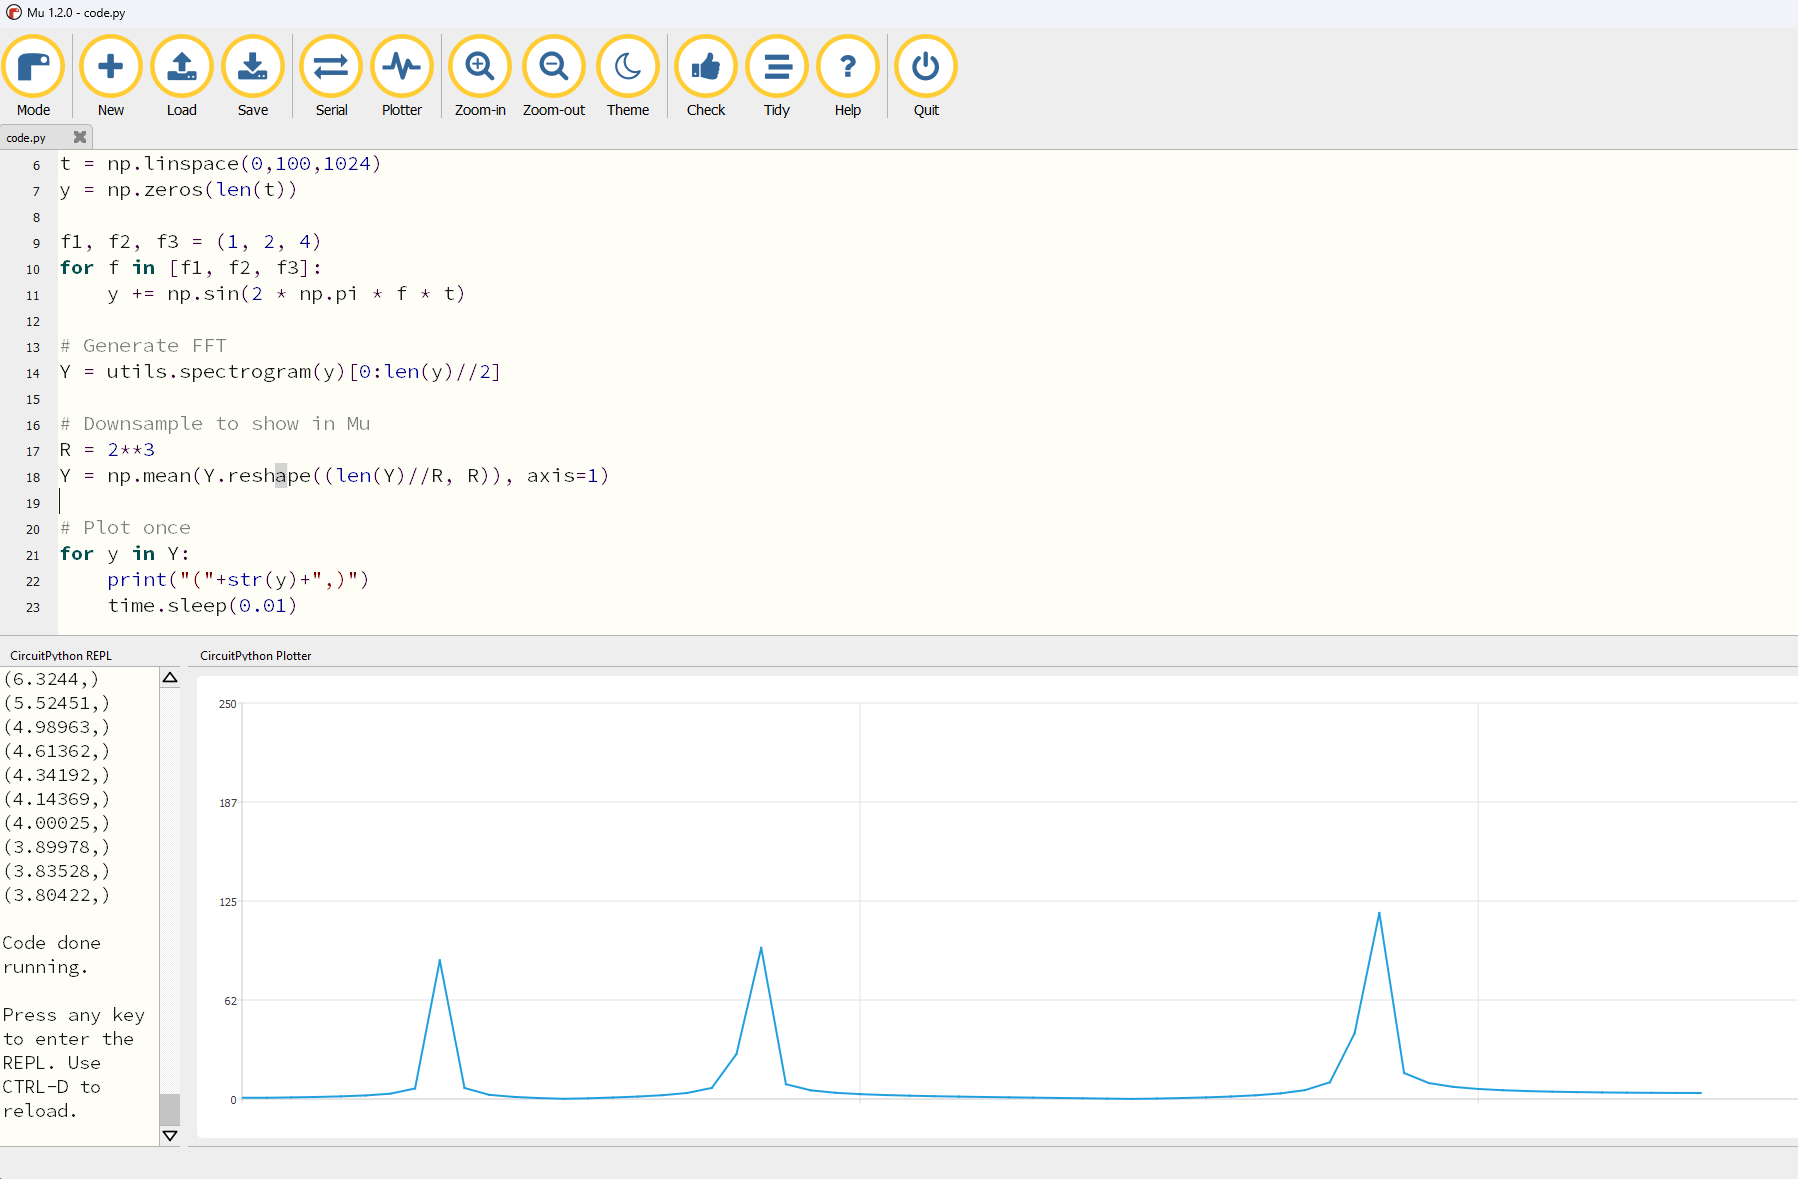 Mu 1.2.0 - code.py
Mode New Load Save Serial Plotter Zoom-in Zoom-out Theme Check Tidy Help Quit
code.py
6 t = np.linspace(0,100,1024)
7 y = np.zeros(len(t))
8
9 f1, f2, f3 = (1, 2, 4)
10 for f in [f1, f2, f3]:
11     y += np.sin(2 * np.pi * f * t)
12
13 # Generate FFT
14 Y = utils.spectrogram(y)[0:len(y)//2]
15
16 # Downsample to show in Mu
17 R = 2**3
18 Y = np.mean(Y.reshape((len(Y)//R, R)), axis=1)
19
20 # Plot once
21 for y in Y:
22     print("("+str(y)+",)")
23     time.sleep(0.01)
CircuitPython REPL
(6.3244,)
(5.52451,)
(4.98963,)
(4.61362,)
(4.34192,)
(4.14369,)
(4.00025,)
(3.89978,)
(3.83528,)
(3.80422,)
Code done
running.
Press any key
to enter the
REPL. Use
CTRL-D to
reload.
CircuitPython Plotter
250
187
125
62
0